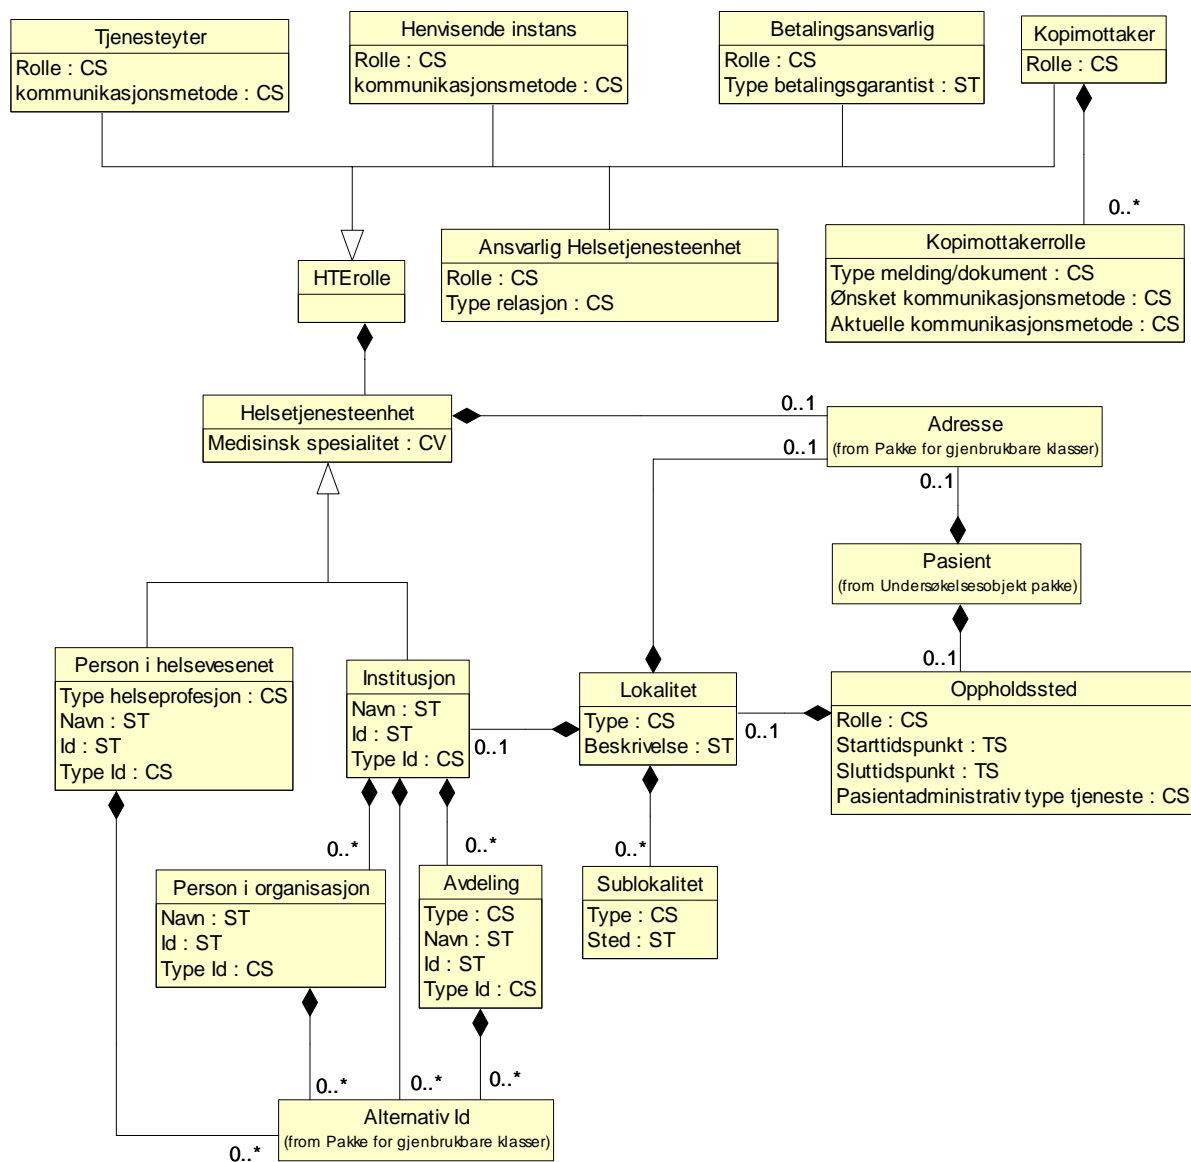 Tjenesteyter
Rolle : CS
kommunikasjonsmetode : CS
Henvisende instans
Rolle : CS
kommunikasjonsmetode : CS
Betalingsansvarlig
Rolle : CS
Type betalingsgarantist : ST
Kopimottaker
Rolle : CS
0..*
Ansvarlig Helsetjenesteenhet
Rolle : CS
Type relasjon : CS
Kopimottakerrolle
Type melding/dokument : CS
Ønsket kommunikasjonsmetode : CS
Aktuelle kommunikasjonsmetode : CS
HTErolle
Helsetjenesteenhet
Medisinsk spesialitet : CV
0..1
0..1
Adresse
(from Pakke for gjenbrukbare klasser)
0..1
Pasient
(from Undersøkelsesobjekt pakke)
0..1
Person i helsevesenet
Type helseprofesjon : CS
Navn : ST
Id : ST
Type Id : CS
Institusjon
Navn : ST
Id : ST
Type Id : CS
0..1
Lokalitet
Type : CS
Beskrivelse : ST
0..1
Oppholdssted
Rolle : CS
Starttidspunkt : TS
Sluttidspunkt : TS
Pasientadministrativ type tjeneste : CS
0..*
0..*
0..*
Person i organisasjon
Navn : ST
Id : ST
Type Id : CS
Avdeling
Type : CS
Navn : ST
Id : ST
Type Id : CS
Sublokalitet
Type : CS
Sted : ST
0..*
0..*
0..*
0..*
Alternativ Id
(from Pakke for gjenbrukbare klasser)